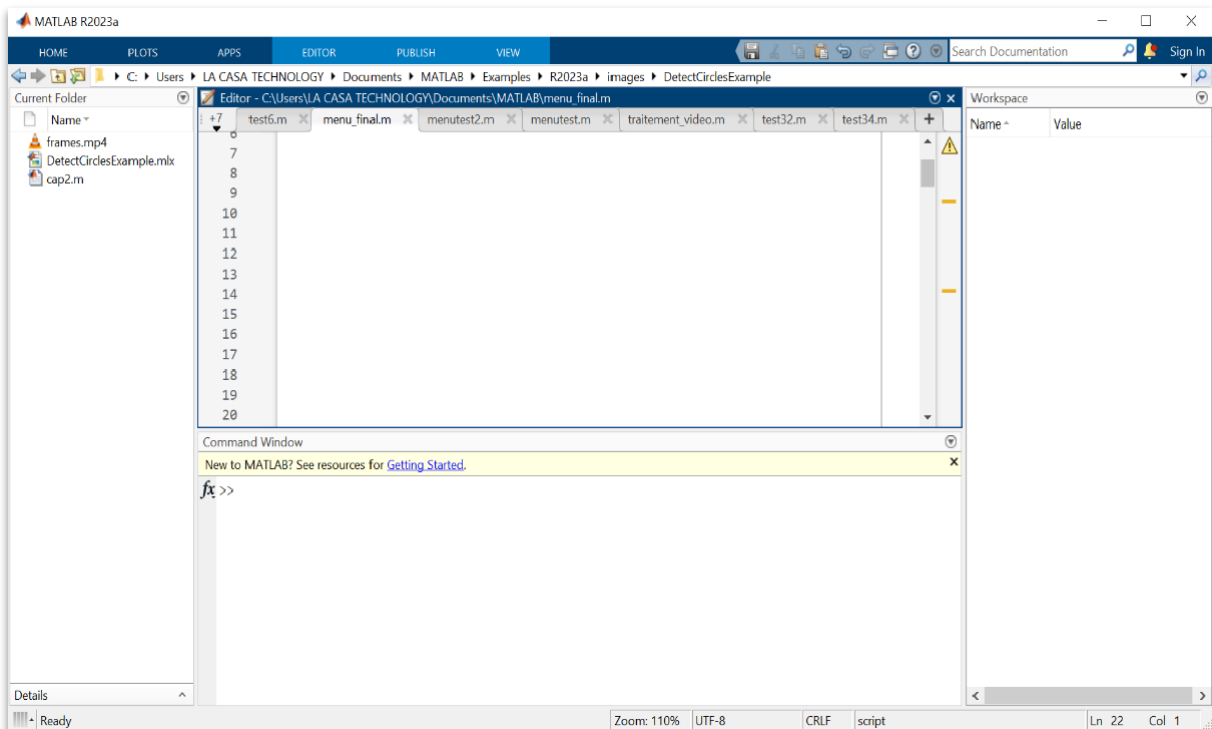 MATLAB R2023a
HOME PLOTS APPS EDITOR PUBLISH VIEW Search Documentation Sign In
C: Users LA CASA TECHNOLOGY Documents MATLAB Examples R2023a images DetectCirclesExample
Current Folder
Name
frames.mp4
DetectCirclesExample.mlx
cap2.m
Details
Editor - C:\Users\LA CASA TECHNOLOGY\Documents\MATLAB\menu_final.m
+7 test6.m menu_final.m menutest2.m menutest.m traitement_video.m test32.m test34.m +
6
7
8
9
10
11
12
13
14
15
16
17
18
19
20
Command Window
New to MATLAB? See resources for Getting Started.
fx >>
Workspace
Name Value
Ready Zoom: 110% UTF-8 CRLF script Ln 22 Col 1